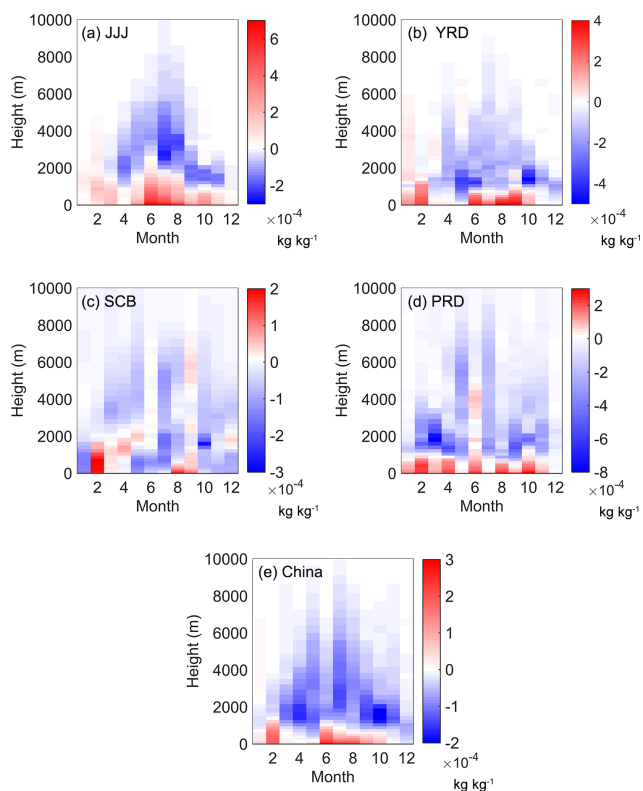 (a) JJJ
10000
8000
6000
4000
2000
0
Height (m)
2 4 6 8 10 12
Month
6
4
2
0
-2
×10⁻⁴
kg kg⁻¹
(b) YRD
10000
8000
6000
4000
2000
0
Height (m)
2 4 6 8 10 12
Month
4
2
0
-2
-4
×10⁻⁴
kg kg⁻¹
(c) SCB
10000
8000
6000
4000
2000
0
Height (m)
2 4 6 8 10 12
Month
2
1
0
-1
-2
-3
×10⁻⁴
kg kg⁻¹
(d) PRD
10000
8000
6000
4000
2000
0
Height (m)
2 4 6 8 10 12
Month
2
0
-2
-4
-6
-8
×10⁻⁴
kg kg⁻¹
(e) China
10000
8000
6000
4000
2000
0
Height (m)
2 4 6 8 10 12
Month
3
2
1
0
-1
-2
×10⁻⁴
kg kg⁻¹